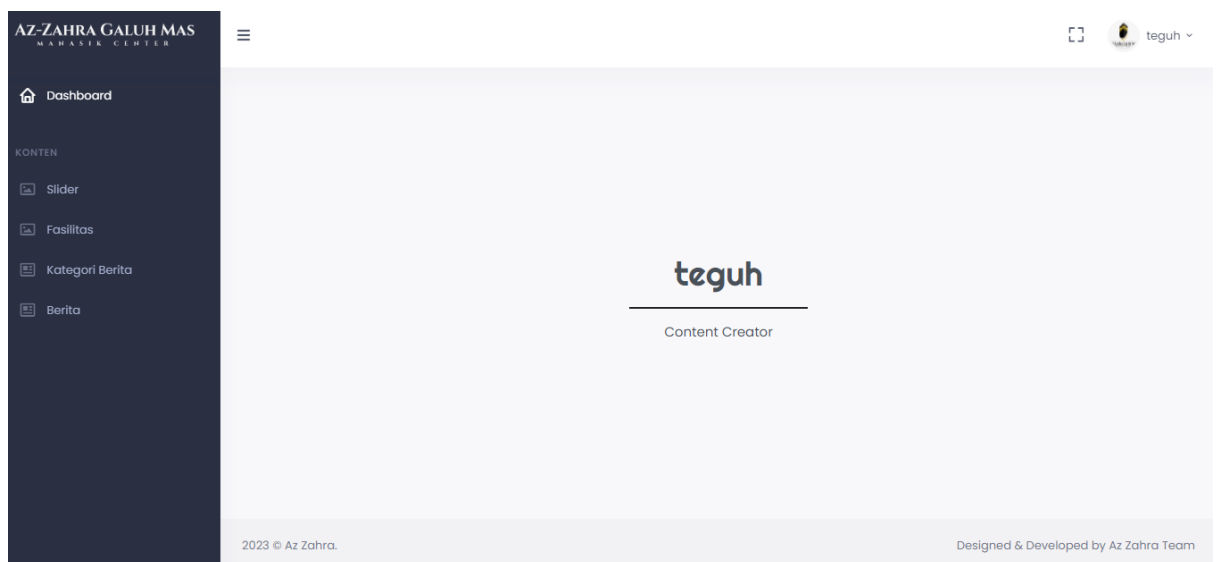 AZ-ZAHRA GALUH MAS
MANASIK CENTER
teguh
Dashboard
KONTEN
Slider
Fasilitas
Kategori Berita
Berita
teguh
Content Creator
2023 © Az Zahra.
Designed & Developed by Az Zahra Team